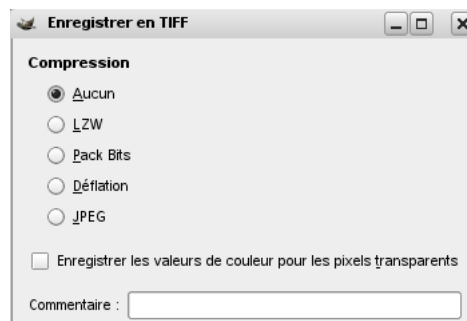 Enregistrer en TIFF
Compression
Aucun
LZW
Pack Bits
Déflation
JPEG
Enregistrer les valeurs de couleur pour les pixels transparents
Commentaire :